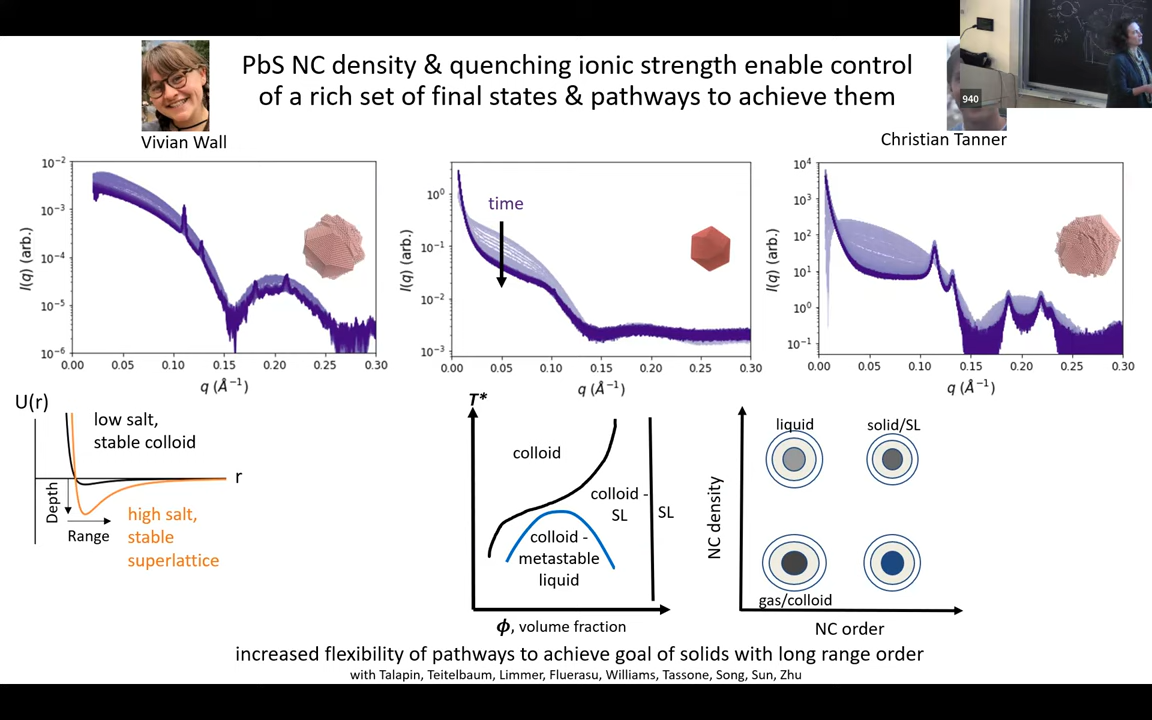 PbS NC density & quenching ionic strength enable control
of a rich set of final states & pathways to achieve them
940
Vivian Wall
Christian Tanner
10⁻²
10⁻³
10⁻⁴
10⁻⁵
10⁻⁶
I(q) (arb.)
0.00 0.05 0.10 0.15 0.20 0.25 0.30
q (Å⁻¹)
time
10⁰
10⁻¹
10⁻²
10⁻³
I(q) (arb.)
0.00 0.05 0.10 0.15 0.20 0.25 0.30
q (Å⁻¹)
10⁴
10³
10²
10¹
10⁰
10⁻¹
I(q) (arb.)
0.00 0.05 0.10 0.15 0.20 0.25 0.30
q (Å⁻¹)
U(r)
low salt,
stable colloid
r
Depth
Range
high salt,
stable
superlattice
T*
colloid
colloid -
SL
SL
colloid -
metastable
liquid
ϕ, volume fraction
liquid
solid/SL
NC density
gas/colloid
NC order
increased flexibility of pathways to achieve goal of solids with long range order
with Talapin, Teitelbaum, Limmer, Fluerasu, Williams, Tassone, Song, Sun, Zhu